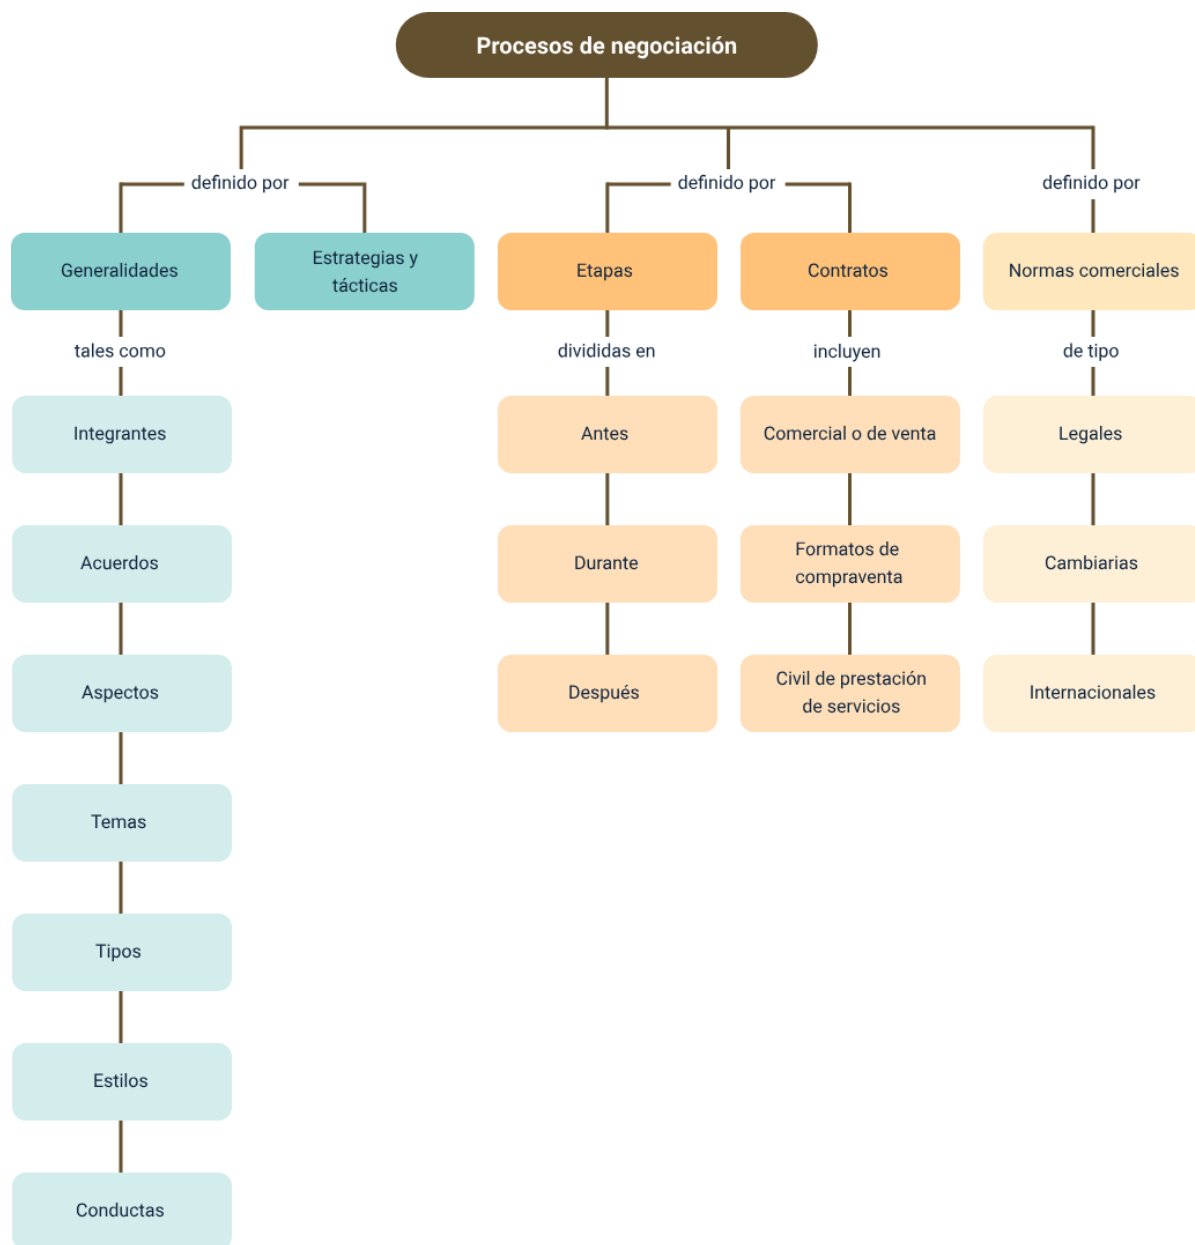 Procesos de negociación
definido por
definido por
definido por
Generalidades
Estrategias y
tácticas
Etapas
Contratos
Normas comerciales
tales como
divididas en
incluyen
de tipo
Integrantes
Antes
Comercial o de venta
Legales
Acuerdos
Durante
Formatos de
compraventa
Cambiarias
Aspectos
Después
Civil de prestación
de servicios
Internacionales
Temas
Tipos
Estilos
Conductas